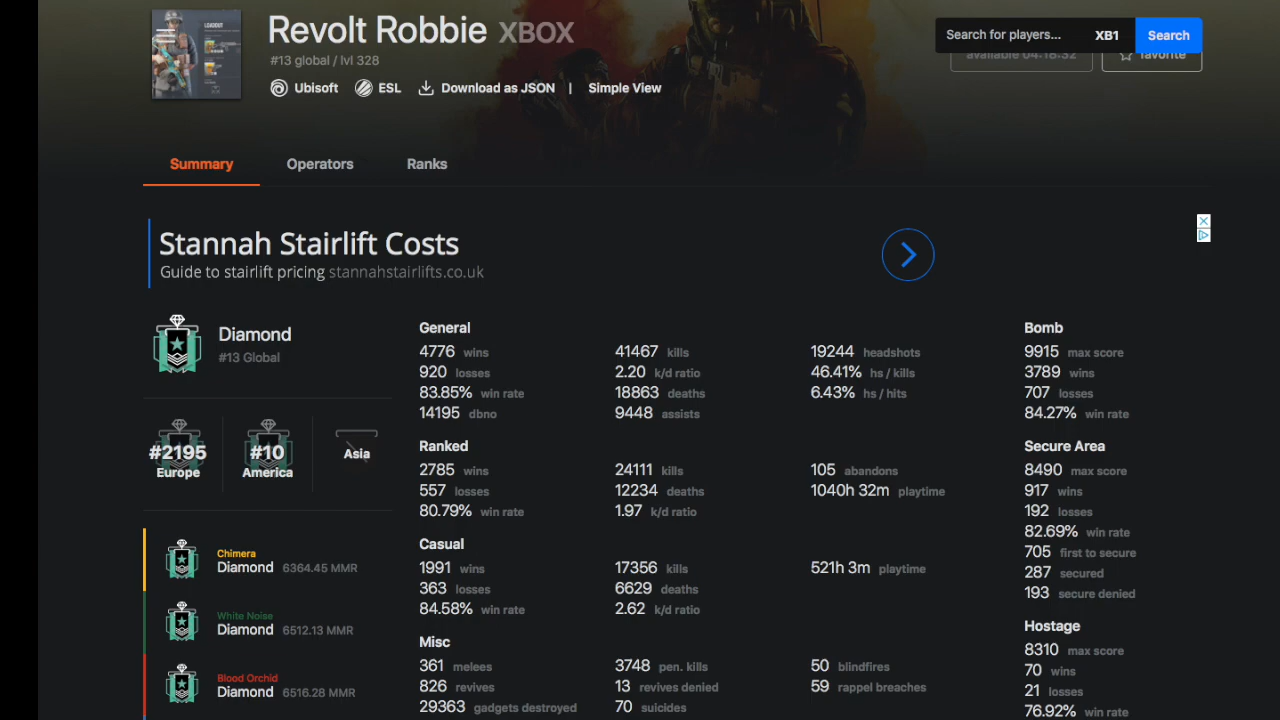 Revolt Robbie XBOX
#13 global / lvl 328
Ubisoft ESL Download as JSON | Simple View
Search for players... XB1 Search
available 04:18:32 favorite
LOADOUT
Summary Operators Ranks
Stannah Stairlift Costs
Guide to stairlift pricing stannahstairlifts.co.uk
Diamond
#13 Global
#2195 Europe
#10 America
Asia
Chimera
Diamond 6364.45 MMR
White Noise
Diamond 6512.13 MMR
Blood Orchid
Diamond 6516.28 MMR
General
4776 wins 41467 kills 19244 headshots
920 losses 2.20 k/d ratio 46.41% hs / kills
83.85% win rate 18863 deaths 6.43% hs / hits
14195 dbno 9448 assists
Ranked
2785 wins 24111 kills 105 abandons
557 losses 12234 deaths 1040h 32m playtime
80.79% win rate 1.97 k/d ratio
Casual
1991 wins 17356 kills 521h 3m playtime
363 losses 6629 deaths
84.58% win rate 2.62 k/d ratio
Misc
361 melees 3748 pen. kills 50 blindfires
826 revives 13 revives denied 59 rappel breaches
29363 gadgets destroyed 70 suicides
Bomb
9915 max score
3789 wins
707 losses
84.27% win rate
Secure Area
8490 max score
917 wins
192 losses
82.69% win rate
705 first to secure
287 secured
193 secure denied
Hostage
8310 max score
70 wins
21 losses
76.92% win rate